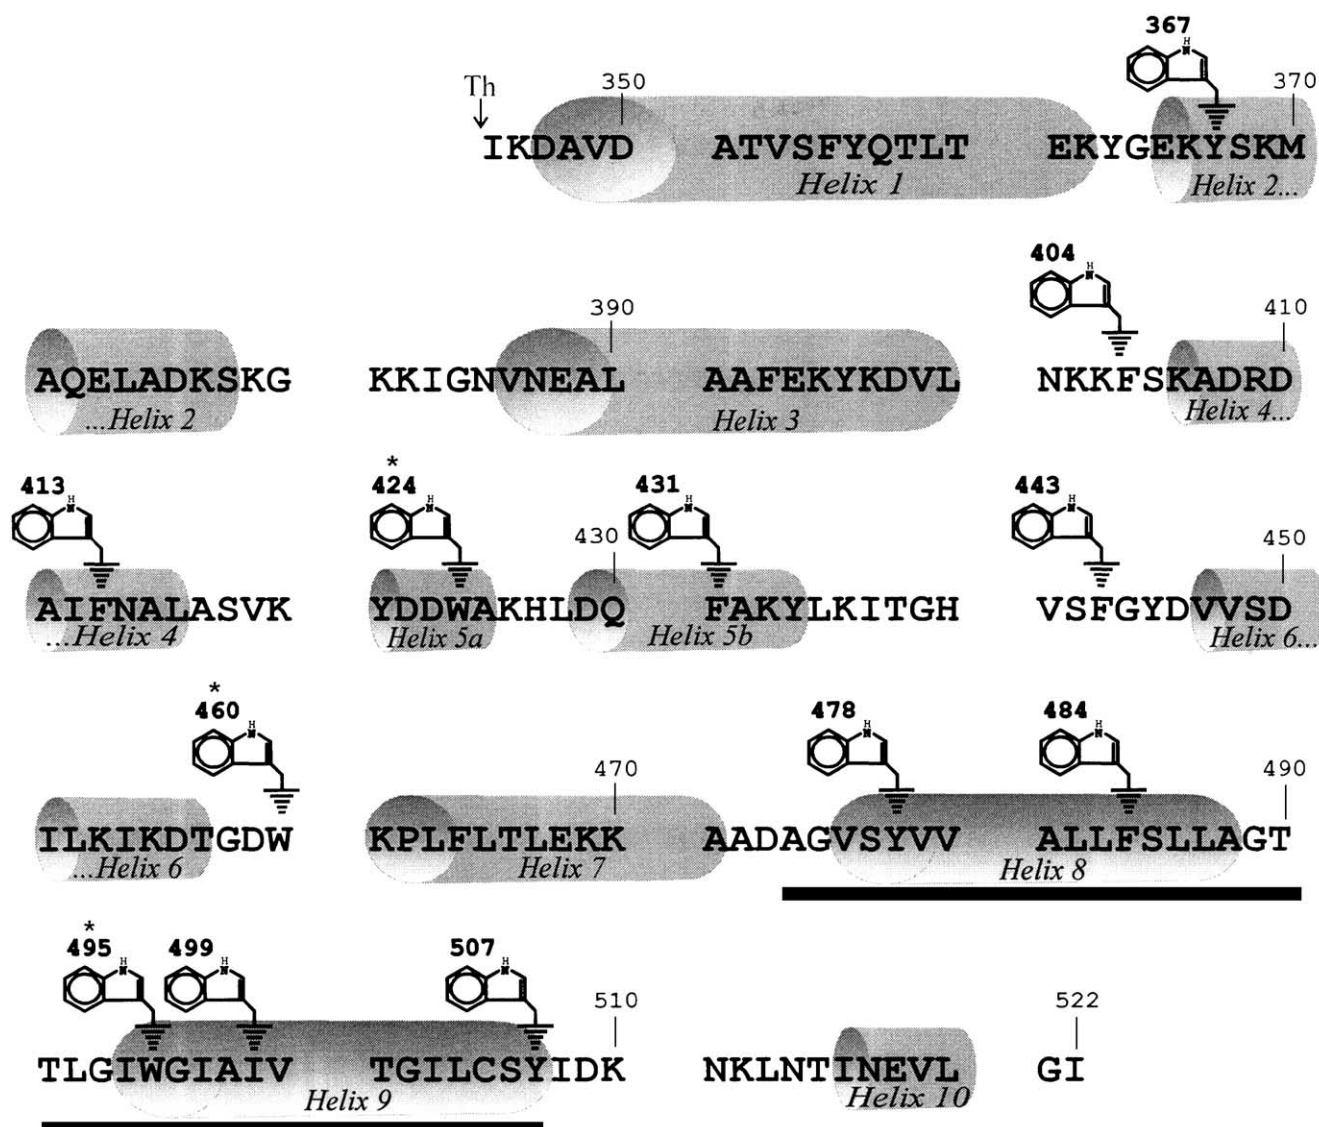 367
Th 350 370
IKDAVD ATVSFYQTLT EKYGEKYSKM
Helix 1 Helix 2...
404
390 410
AQELADKSKG KKIGNVNEAL AAFEKYKDVL NKKFSKADRD
...Helix 2 Helix 3 Helix 4...
*
413 424 431 443
430 450
AIFNALASVK YDDWAKHLDQ FAKYLKITGH VSFGYDVVSD
...Helix 4 Helix 5a Helix 5b Helix 6...
*
460 478 484
470 490
ILKIKDTGDW KPLFLTLEKK AADAGVSYVV ALLFSLLAGT
...Helix 6 Helix 7 Helix 8
*
495 499 507
510 522
TLGIWGIAIV TGILCSYIDK NKLNTINEVL GI
Helix 9 Helix 10
H
N
H
N
H
N
H
N
H
N
H
N
H
N
H
N
H
N
H
N
H
N
H
N